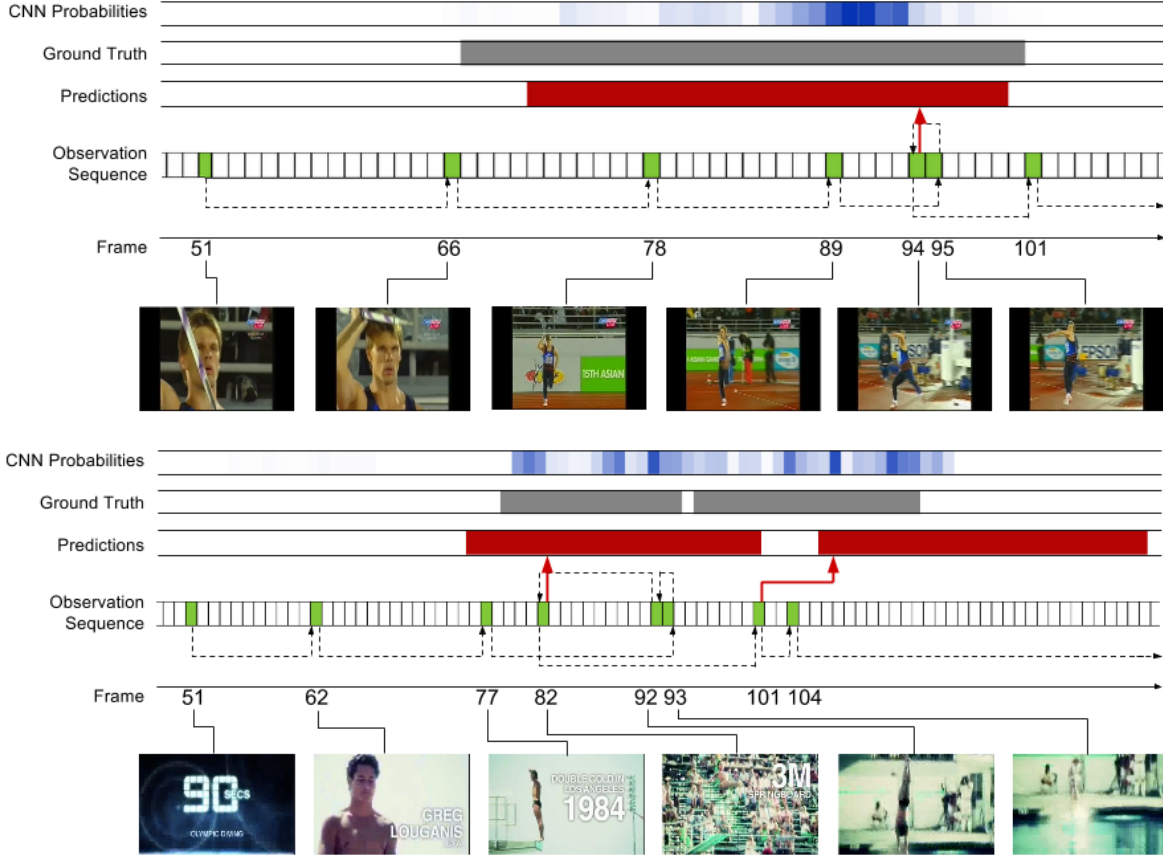 CNN Probabilities
Ground Truth
Predictions
Observation
Sequence
Frame
51 66 78 89 94 95 101
15TH ASIAN
EPSON
CNN Probabilities
Ground Truth
Predictions
Observation
Sequence
Frame
51 62 77 82 92 93 101 104
90 SECS
OLYMPIC DIVING
GREG
LOUGANIS
DOUBLE GOLD IN
LOS ANGELES
1984
3M
SPRINGBOARD